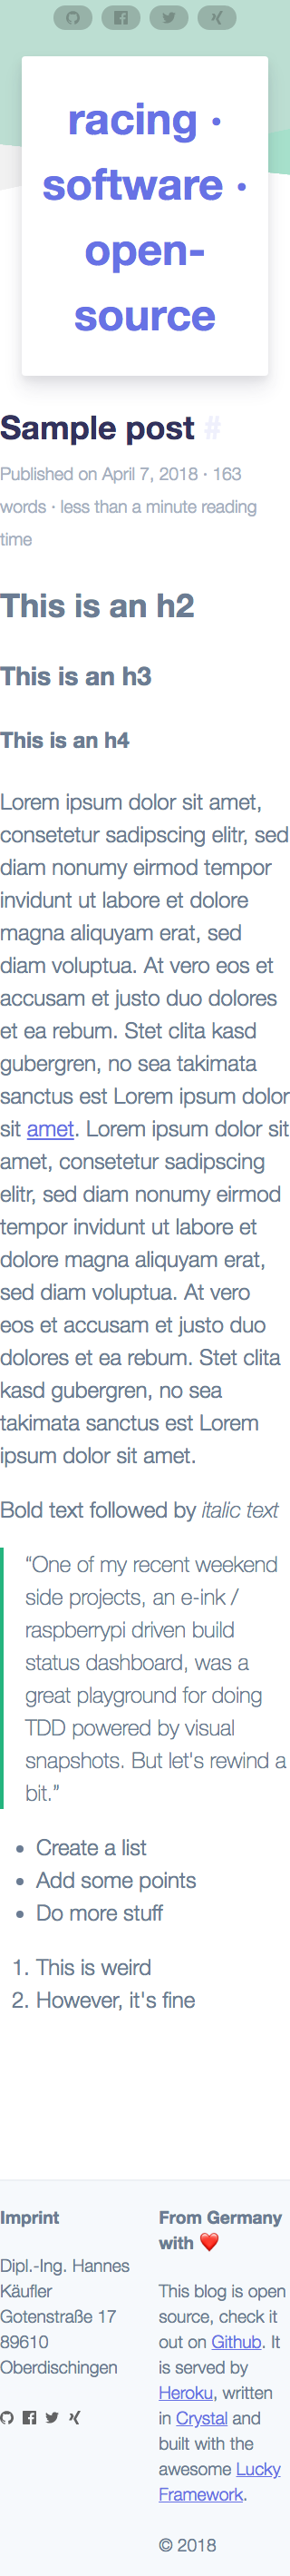 racing ·
software ·
open-
source
Sample post #
Published on April 7, 2018 · 163
words · less than a minute reading
time
This is an h2
This is an h3
This is an h4
Lorem ipsum dolor sit amet,
consetetur sadipscing elitr, sed
diam nonumy eirmod tempor
invidunt ut labore et dolore
magna aliquyam erat, sed
diam voluptua. At vero eos et
accusam et justo duo dolores
et ea rebum. Stet clita kasd
gubergren, no sea takimata
sanctus est Lorem ipsum dolor
sit amet. Lorem ipsum dolor sit
amet, consetetur sadipscing
elitr, sed diam nonumy eirmod
tempor invidunt ut labore et
dolore magna aliquyam erat,
sed diam voluptua. At vero
eos et accusam et justo duo
dolores et ea rebum. Stet clita
kasd gubergren, no sea
takimata sanctus est Lorem
ipsum dolor sit amet.
Bold text followed by italic text
“One of my recent weekend
side projects, an e-ink /
raspberrypi driven build
status dashboard, was a
great playground for doing
TDD powered by visual
snapshots. But let's rewind a
bit.”
• Create a list
• Add some points
• Do more stuff
1. This is weird
2. However, it's fine
Imprint
Dipl.-Ing. Hannes
Käufler
Gotenstraße 17
89610
Oberdischingen
From Germany
with ❤️
This blog is open
source, check it
out on Github. It
is served by
Heroku, written
in Crystal and
built with the
awesome Lucky
Framework.
© 2018